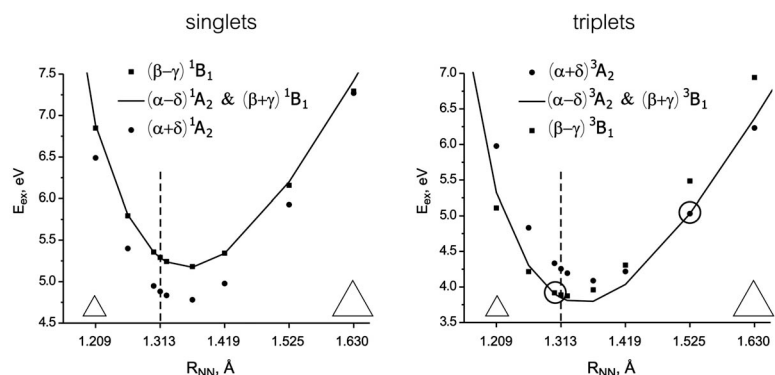 singlets
7.5
7.0
6.5
6.0
5.5
5.0
4.5
E_ex, eV
(β−γ) ¹B₁
(α−δ)¹A₂ & (β+γ) ¹B₁
(α+δ)¹A₂
1.209
1.313
1.419
1.525
1.630
R_NN, Å
triplets
7.0
6.5
6.0
5.5
5.0
4.5
4.0
3.5
E_ex, eV
(α+δ)³A₂
(α−δ)³A₂ & (β+γ) ³B₁
(β−γ) ³B₁
1.209
1.313
1.419
1.525
1.630
R_NN, Å